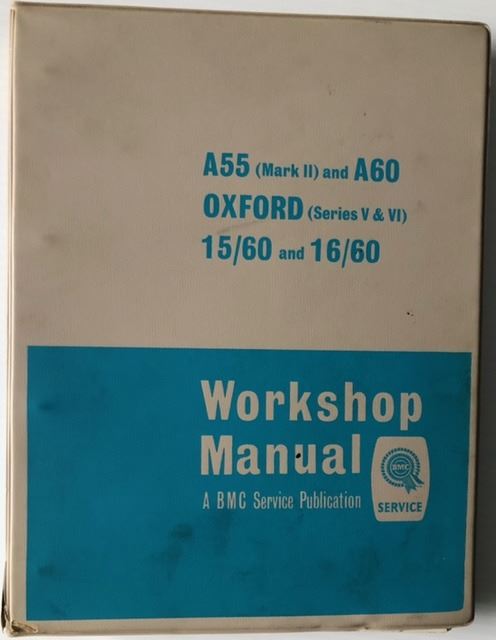 A55 (Mark II) and A60
OXFORD (Series V & VI)
15/60 and 16/60
Workshop
Manual
A BMC Service Publication
BMC
SERVICE